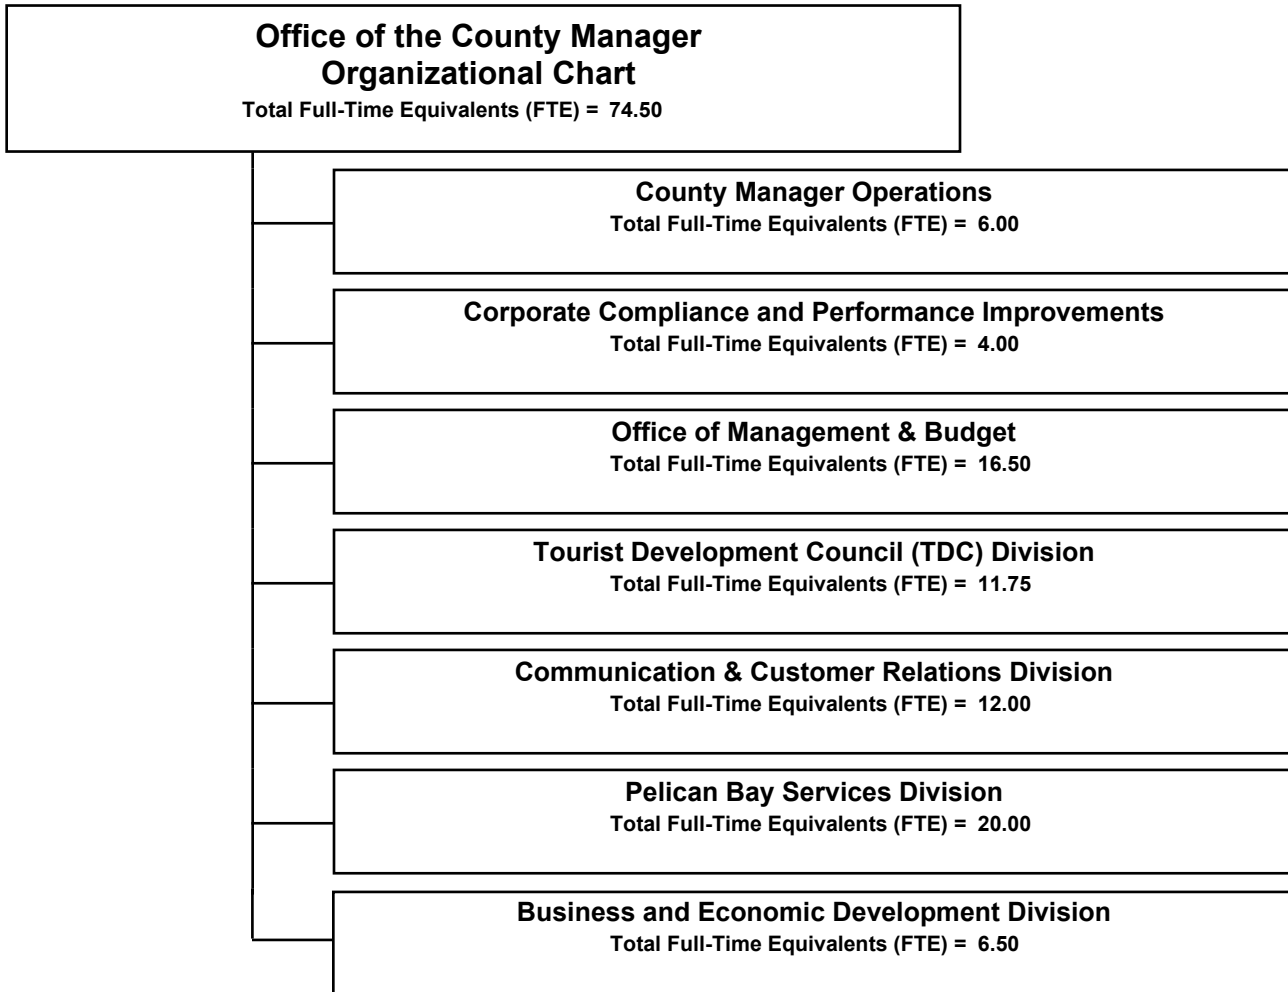 Office of the County Manager
Organizational Chart
Total Full-Time Equivalents (FTE) = 74.50
County Manager Operations
Total Full-Time Equivalents (FTE) = 6.00
Corporate Compliance and Performance Improvements
Total Full-Time Equivalents (FTE) = 4.00
Office of Management & Budget
Total Full-Time Equivalents (FTE) = 16.50
Tourist Development Council (TDC) Division
Total Full-Time Equivalents (FTE) = 11.75
Communication & Customer Relations Division
Total Full-Time Equivalents (FTE) = 12.00
Pelican Bay Services Division
Total Full-Time Equivalents (FTE) = 20.00
Business and Economic Development Division
Total Full-Time Equivalents (FTE) = 6.50